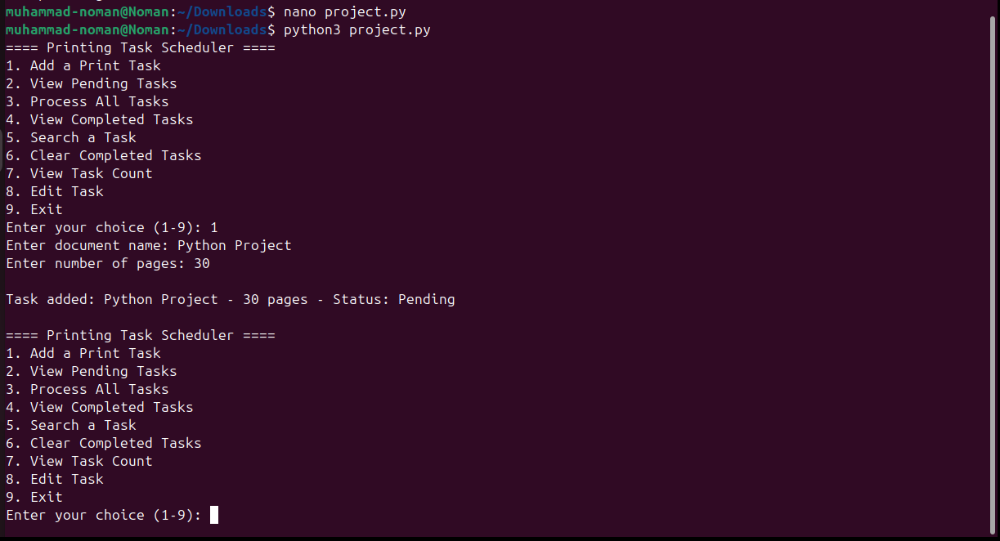 muhammad-noman@Noman:~/Downloads$ nano project.py
muhammad-noman@Noman:~/Downloads$ python3 project.py
==== Printing Task Scheduler ====
1. Add a Print Task
2. View Pending Tasks
3. Process All Tasks
4. View Completed Tasks
5. Search a Task
6. Clear Completed Tasks
7. View Task Count
8. Edit Task
9. Exit
Enter your choice (1-9): 1
Enter document name: Python Project
Enter number of pages: 30
Task added: Python Project - 30 pages - Status: Pending
==== Printing Task Scheduler ====
1. Add a Print Task
2. View Pending Tasks
3. Process All Tasks
4. View Completed Tasks
5. Search a Task
6. Clear Completed Tasks
7. View Task Count
8. Edit Task
9. Exit
Enter your choice (1-9):